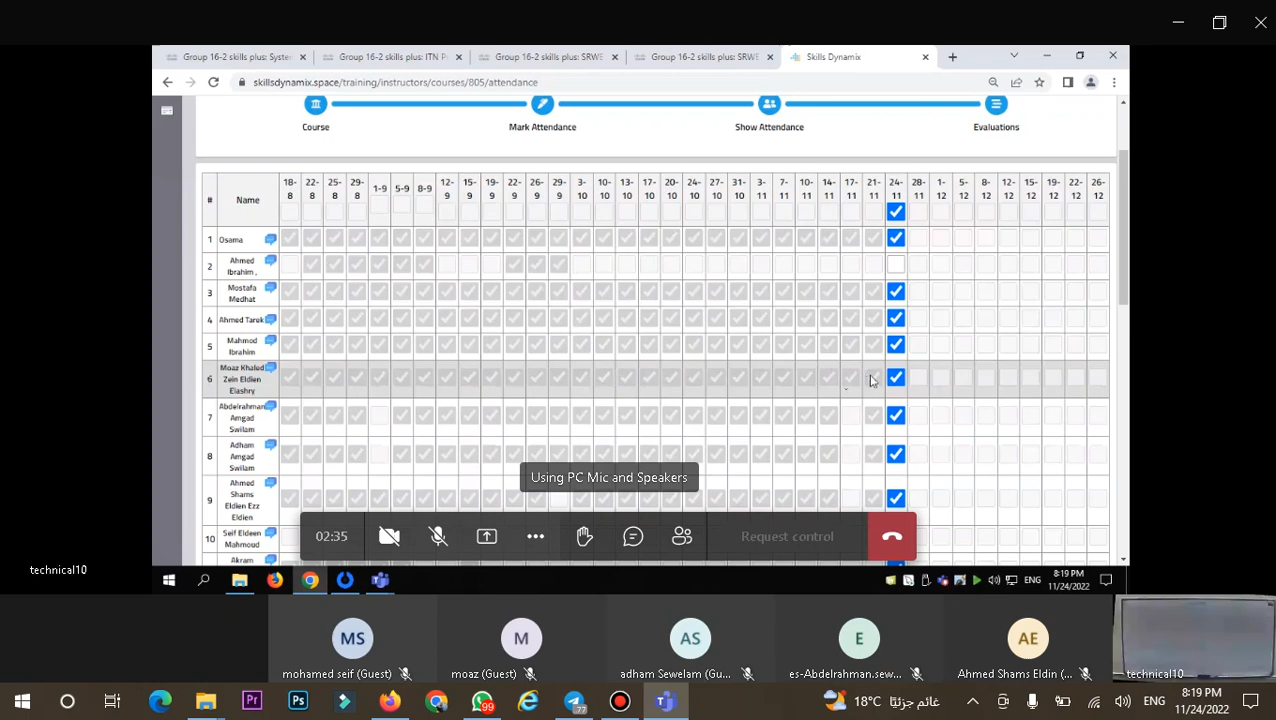 Group 16-2 skills plus: Syste
Group 16-2 skills plus: ITN P
Group 16-2 skills plus: SRWE
Group 16-2 skills plus: SRWE
Skills Dynamix
skillsdynamix.space/training/instructors/courses/805/attendance
Course
Mark Attendance
Show Attendance
Evaluations
# Name 18-8 22-8 25-8 29-8 1-9 5-9 8-9 12-9 15-9 19-9 22-9 26-9 29-9 3-10 10-10 13-10 17-10 20-10 24-10 27-10 31-10 3-11 7-11 10-11 14-11 17-11 21-11 24-11 28-11 1-12 5-12 8-12 12-12 15-12 19-12 22-12 26-12
1 Osama
2 Ahmed
Ibrahim ,
3 Mostafa
Medhat
4 Ahmed Tarek
5 Mahmod
Ibrahim
6 Moaz Khaled
Zein Eldien
Elashry
7 Abdelrahman
Amgad
Swilam
8 Adham
Amgad
Swilam
9 Ahmed
Shams
Eldien Ezz
Eldien
10 Seif Eldeen
Mahmoud
Akram
Using PC Mic and Speakers
02:35
Request control
technical10
ENG
8:19 PM
11/24/2022
MS
M
AS
E
AE
mohamed seif (Guest)
moaz (Guest)
adham Sewelam (Gu...
es-Abdelrahman.sew...
Ahmed Shams Eldin (...
technical10
Pr
Ps
99
77
18°C غائم جزئيًا
ENG
8:19 PM
11/24/2022